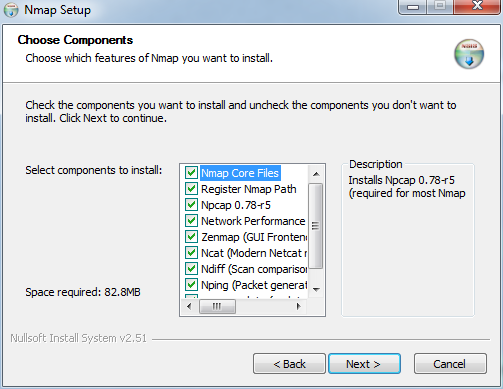 Nmap Setup
Choose Components
Choose which features of Nmap you want to install.
Check the components you want to install and uncheck the components you don't want to
install. Click Next to continue.
Select components to install:
Nmap Core Files
Register Nmap Path
Npcap 0.78-r5
Network Performance
Zenmap (GUI Fronten
Ncat (Modern Netcat r
Ndiff (Scan comparisor
Nping (Packet generat
Description
Installs Npcap 0.78-r5
(required for most Nmap
Space required: 82.8MB
Nullsoft Install System v2.51
< Back
Next >
Cancel